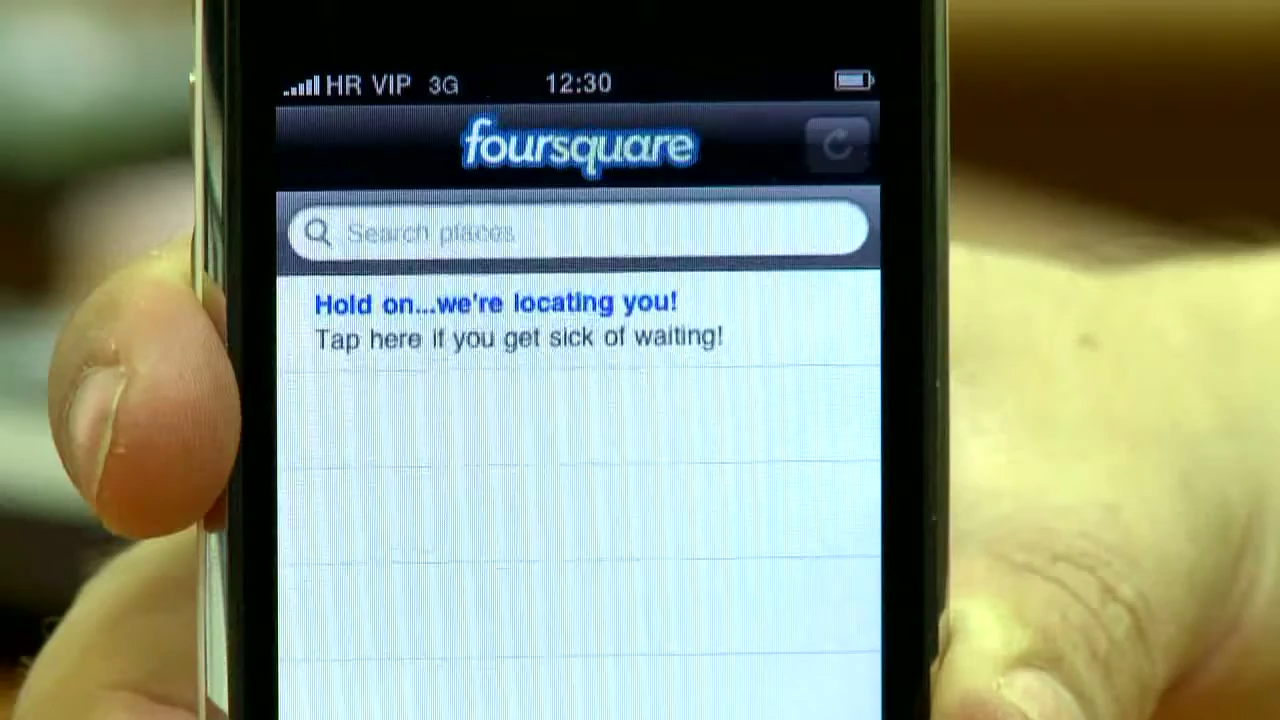 HR VIP 3G 12:30
foursquare
Search places
Hold on...we're locating you!
Tap here if you get sick of waiting!